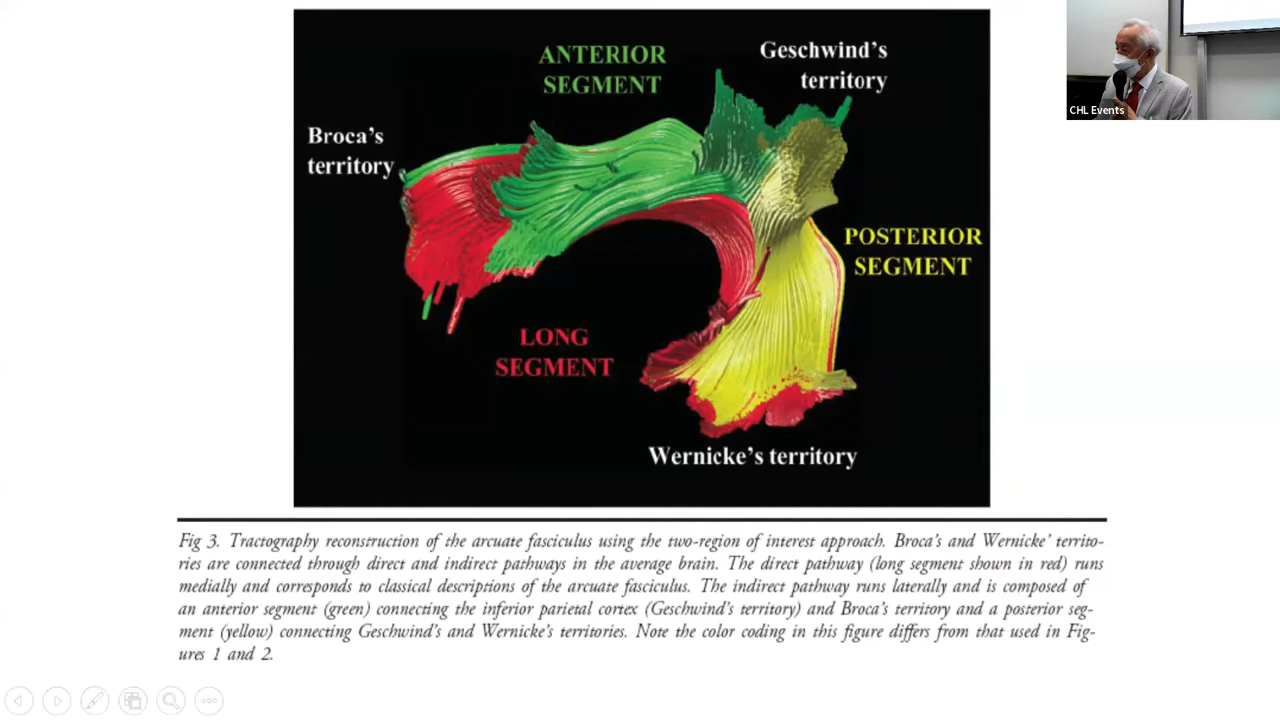 ANTERIOR
SEGMENT
Geschwind's
territory
Broca's
territory
POSTERIOR
SEGMENT
LONG
SEGMENT
Wernicke's territory
CHL Events
Fig 3. Tractography reconstruction of the arcuate fasciculus using the two-region of interest approach. Broca's and Wernicke' territo-
ries are connected through direct and indirect pathways in the average brain. The direct pathway (long segment shown in red) runs
medially and corresponds to classical descriptions of the arcuate fasciculus. The indirect pathway runs laterally and is composed of
an anterior segment (green) connecting the inferior parietal cortex (Geschwind's territory) and Broca's territory and a posterior seg-
ment (yellow) connecting Geschwind's and Wernicke's territories. Note the color coding in this figure differs from that used in Fig-
ures 1 and 2.